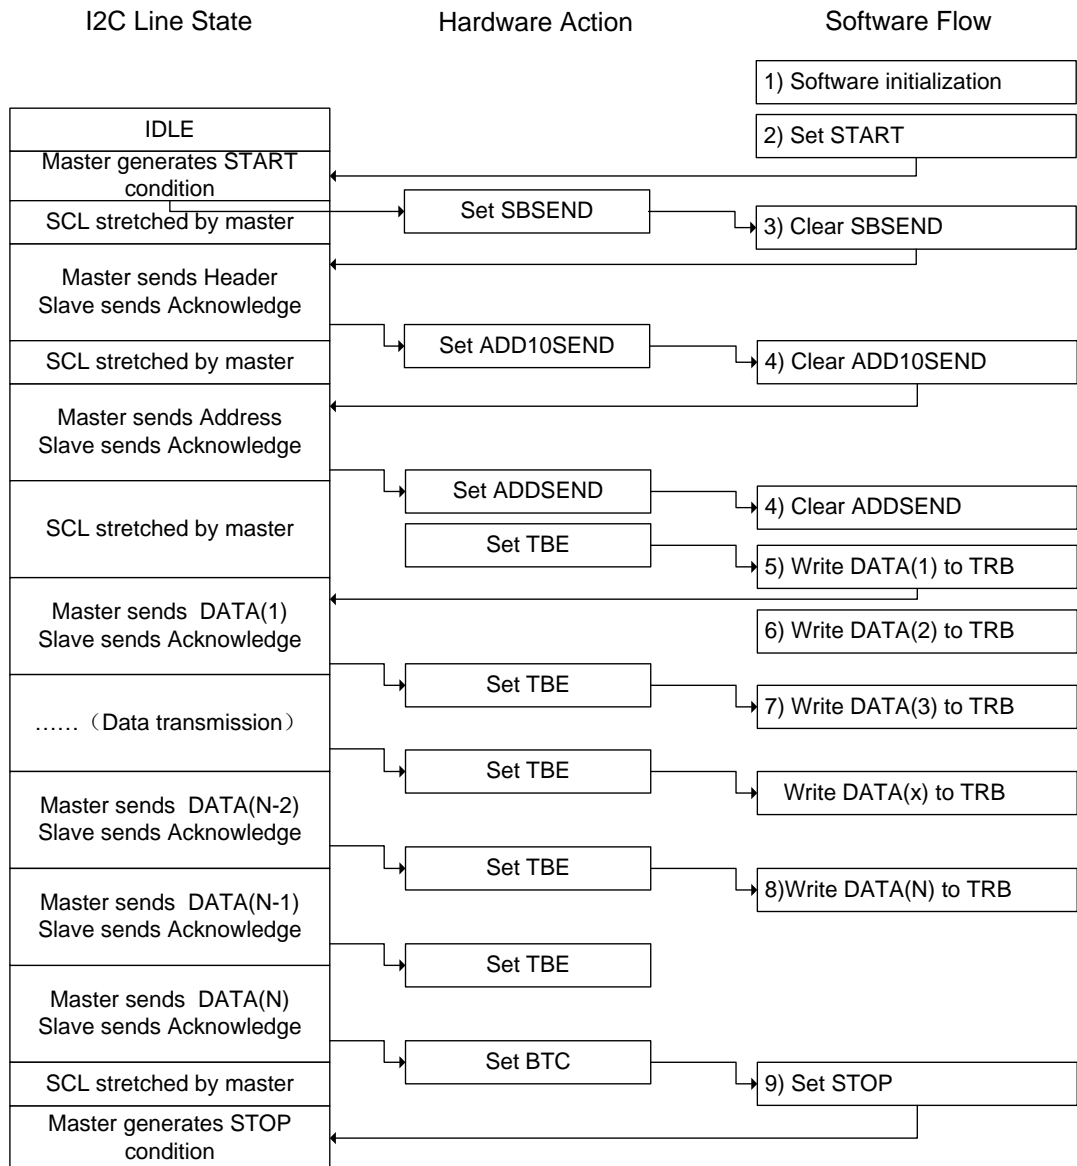 I2C Line State
Hardware Action
Software Flow
1) Software initialization
IDLE
2) Set START
Master generates START
condition
Set SBSEND
SCL stretched by master
3) Clear SBSEND
Master sends Header
Slave sends Acknowledge
Set ADD10SEND
SCL stretched by master
4) Clear ADD10SEND
Master sends Address
Slave sends Acknowledge
Set ADDSEND
4) Clear ADDSEND
SCL stretched by master
Set TBE
5) Write DATA(1) to TRB
Master sends DATA(1)
Slave sends Acknowledge
6) Write DATA(2) to TRB
Set TBE
7) Write DATA(3) to TRB
……（Data transmission）
Set TBE
Write DATA(x) to TRB
Master sends DATA(N-2)
Slave sends Acknowledge
Set TBE
8)Write DATA(N) to TRB
Master sends DATA(N-1)
Slave sends Acknowledge
Set TBE
Master sends DATA(N)
Slave sends Acknowledge
Set BTC
SCL stretched by master
9) Set STOP
Master generates STOP
condition